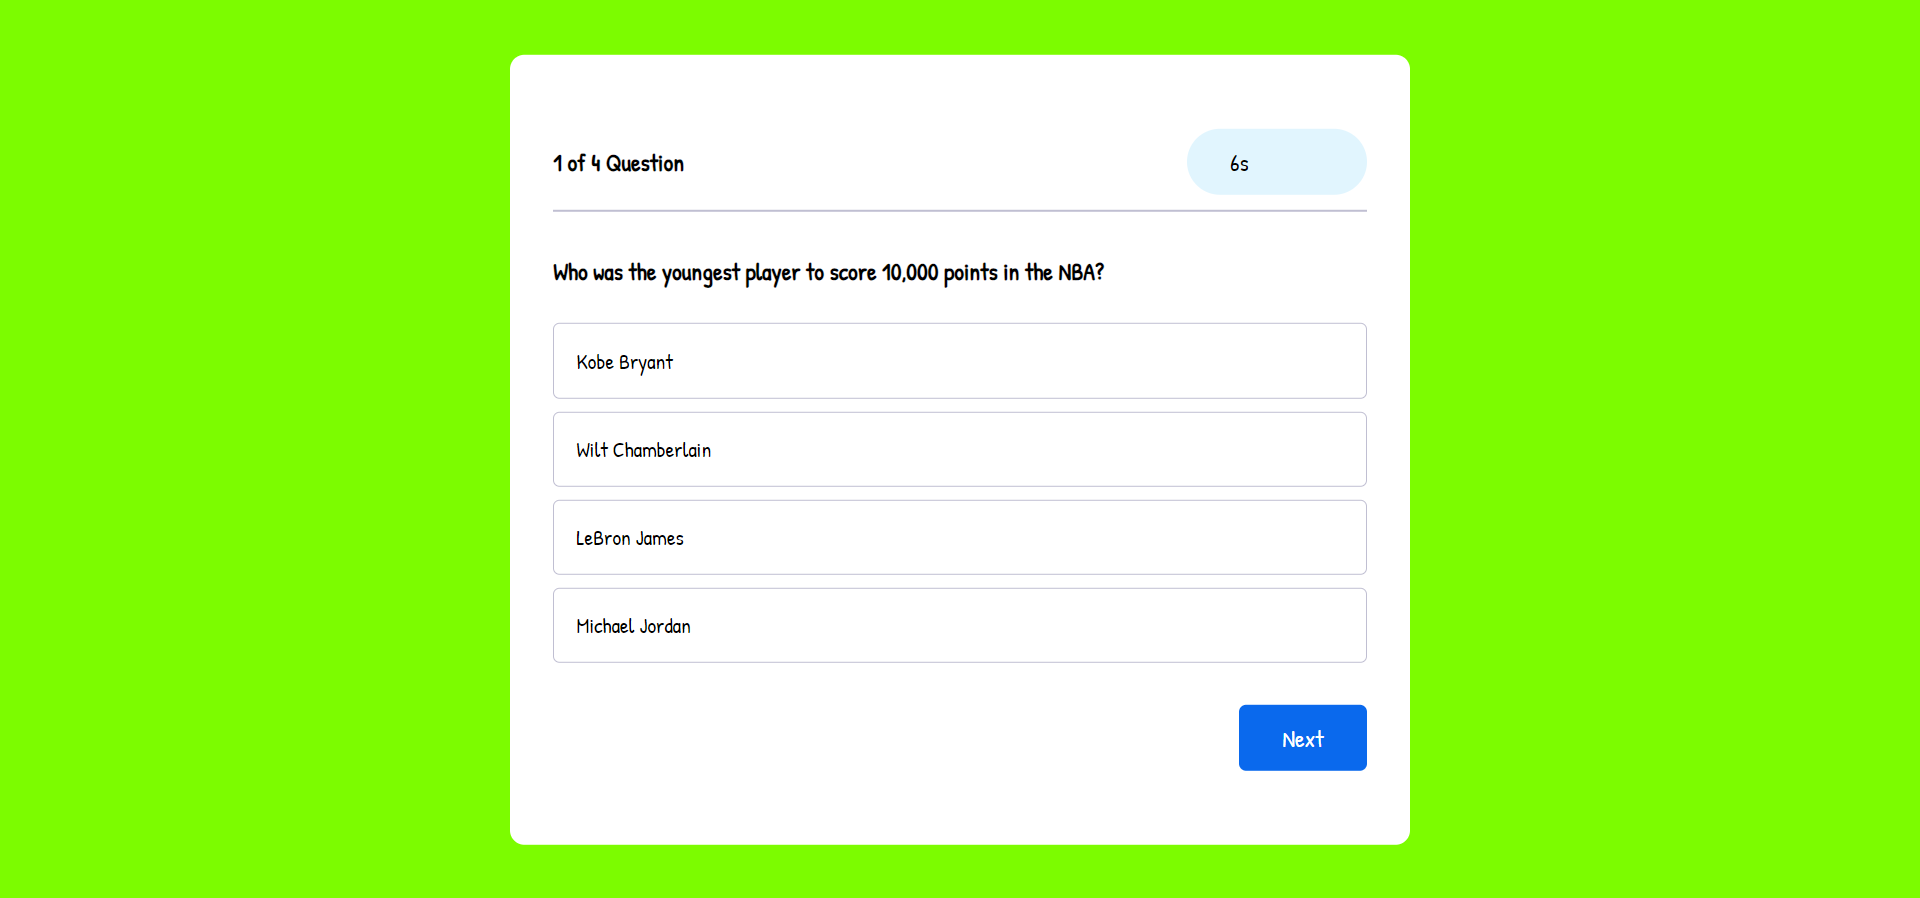 1 of 4 Question
6s
Who was the youngest player to score 10,000 points in the NBA?
Kobe Bryant
Wilt Chamberlain
LeBron James
Michael Jordan
Next